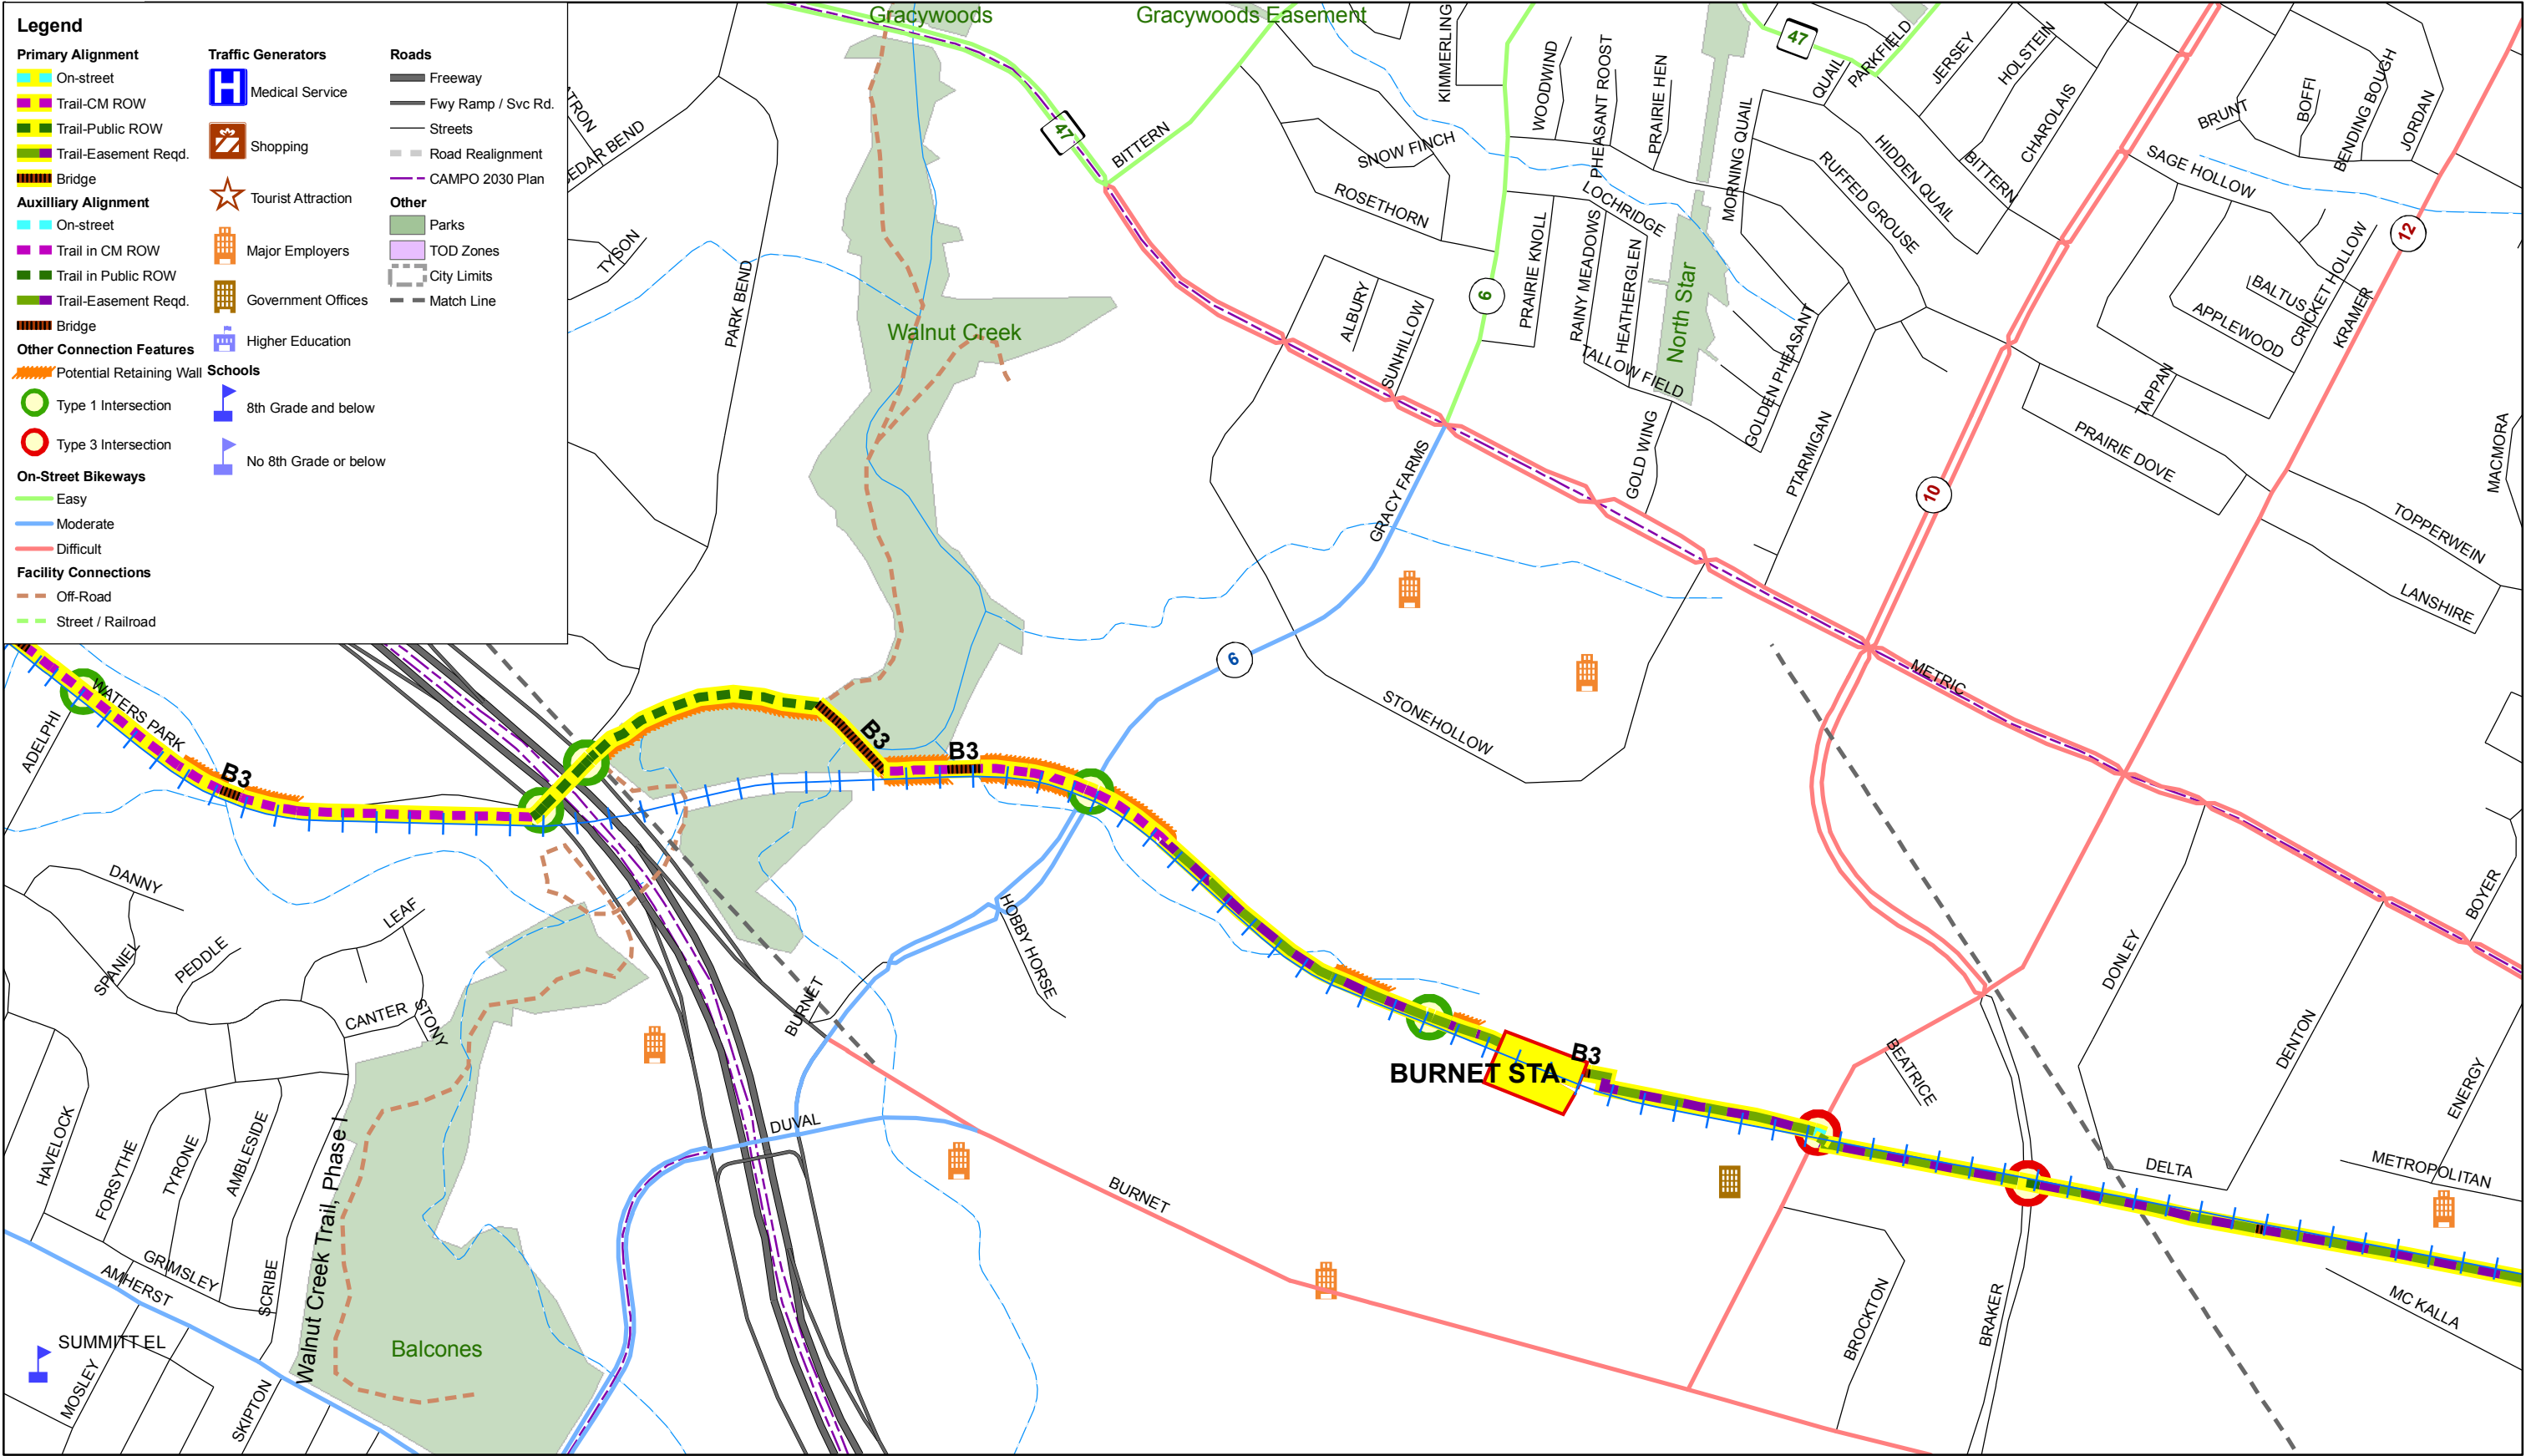 Legend
Primary Alignment
On-street
Trail-CM ROW
Trail-Public ROW
Trail-Easement Reqd.
Bridge
Auxilliary Alignment
On-street
Trail in CM ROW
Trail in Public ROW
Trail-Easement Reqd.
Bridge
Other Connection Features
Potential Retaining Wall
Type 1 Intersection
Type 3 Intersection
On-Street Bikeways
Easy
Moderate
Difficult
Facility Connections
Off-Road
Street / Railroad
Traffic Generators
H
Medical Service
Shopping
Tourist Attraction
Major Employers
Government Offices
Higher Education
Schools
8th Grade and below
No 8th Grade or below
Roads
Freeway
Fwy Ramp / Svc Rd.
Streets
Road Realignment
CAMPO 2030 Plan
Other
Parks
TOD Zones
City Limits
Match Line
Gracywoods
Gracywoods Easement
47
BITTERN
EDAR BEND
TYSON
PARK BEND
Walnut Creek
KIMMERLING
WOODWIND
PHEASANT ROOST
PRAIRIE HEN
SNOW FINCH
ROSETHORN
LOCHRIDGE
MORNING QUAIL
47
QUAIL
PARKFIELD
JERSEY
HOLSTEIN
CHAROLAIS
HIDDEN QUAIL
BITTERN
RUFFED GROUSE
BRUNT
BOFFI
BENDING BOUGH
JORDAN
SAGE HOLLOW
12
BALTUS
CRICKET HOLLOW
KRAMER
APPLEWOOD
TAPPAN
PRAIRIE DOVE
MACMORA
TOPPERWEIN
LANSHIRE
ALBURY
SUNHILLOW
6
PRAIRIE KNOLL
RAINY MEADOWS
HEATHERGLEN
TALLOW FIELD
North Star
GOLDEN PHEASANT
GOLD WING
PTARMIGAN
10
GRACY FARMS
6
STONEHOLLOW
METRIC
ADELPHI
WATERS PARK
B3
B3
B3
HOBBY HORSE
BURNET
DANNY
SPANIEL
PEDDLE
LEAF
CANTER
STONY
HAVELOCK
FORSYTHE
TYRONE
AMBLESIDE
GRIMSLEY
AMHERST
SCRIBE
SKIPTON
MOSLEY
SUMMITT EL
Walnut Creek Trail, Phase I
Balcones
DUVAL
BURNET
B3
BURNET STA.
BEATRICE
BROCKTON
BRAKER
DONLEY
DENTON
DELTA
BOYER
ENERGY
METROPOLITAN
MC KALLA